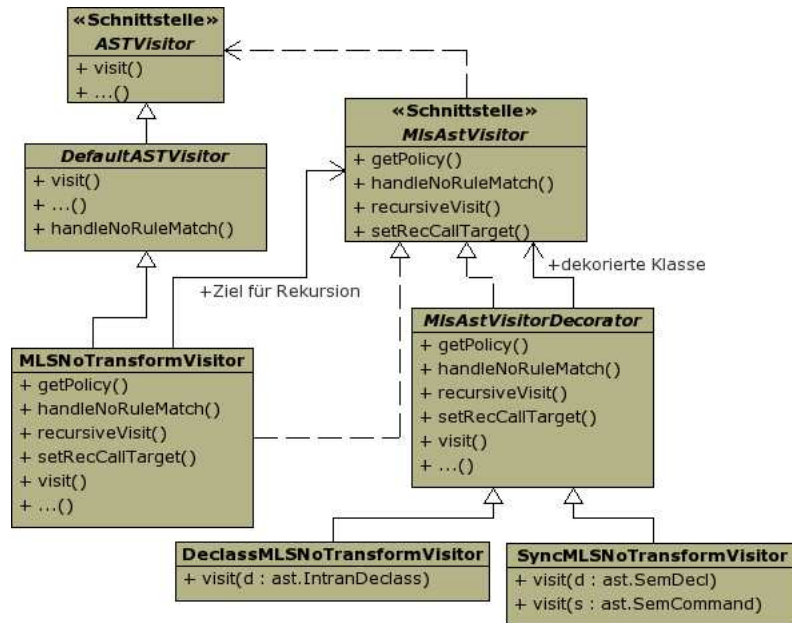 «Schnittstelle»
ASTVisitor
+ visit()
+ ...()
«Schnittstelle»
MlsAstVisitor
+ getPolicy()
+ handleNoRuleMatch()
+ recursiveVisit()
+ setRecCallTarget()
DefaultASTVisitor
+ visit()
+ ...()
+ handleNoRuleMatch()
+Ziel für Rekursion
+dekorierte Klasse
MLSNoTransformVisitor
+ getPolicy()
+ handleNoRuleMatch()
+ recursiveVisit()
+ setRecCallTarget()
+ visit()
+ ...()
MlsAstVisitorDecorator
+ getPolicy()
+ handleNoRuleMatch()
+ recursiveVisit()
+ setRecCallTarget()
+ visit()
+ ...()
DeclassMLSNoTransformVisitor
+ visit(d : ast.IntranDeclass)
SyncMLSNoTransformVisitor
+ visit(d : ast.SemDecl)
+ visit(s : ast.SemCommand)